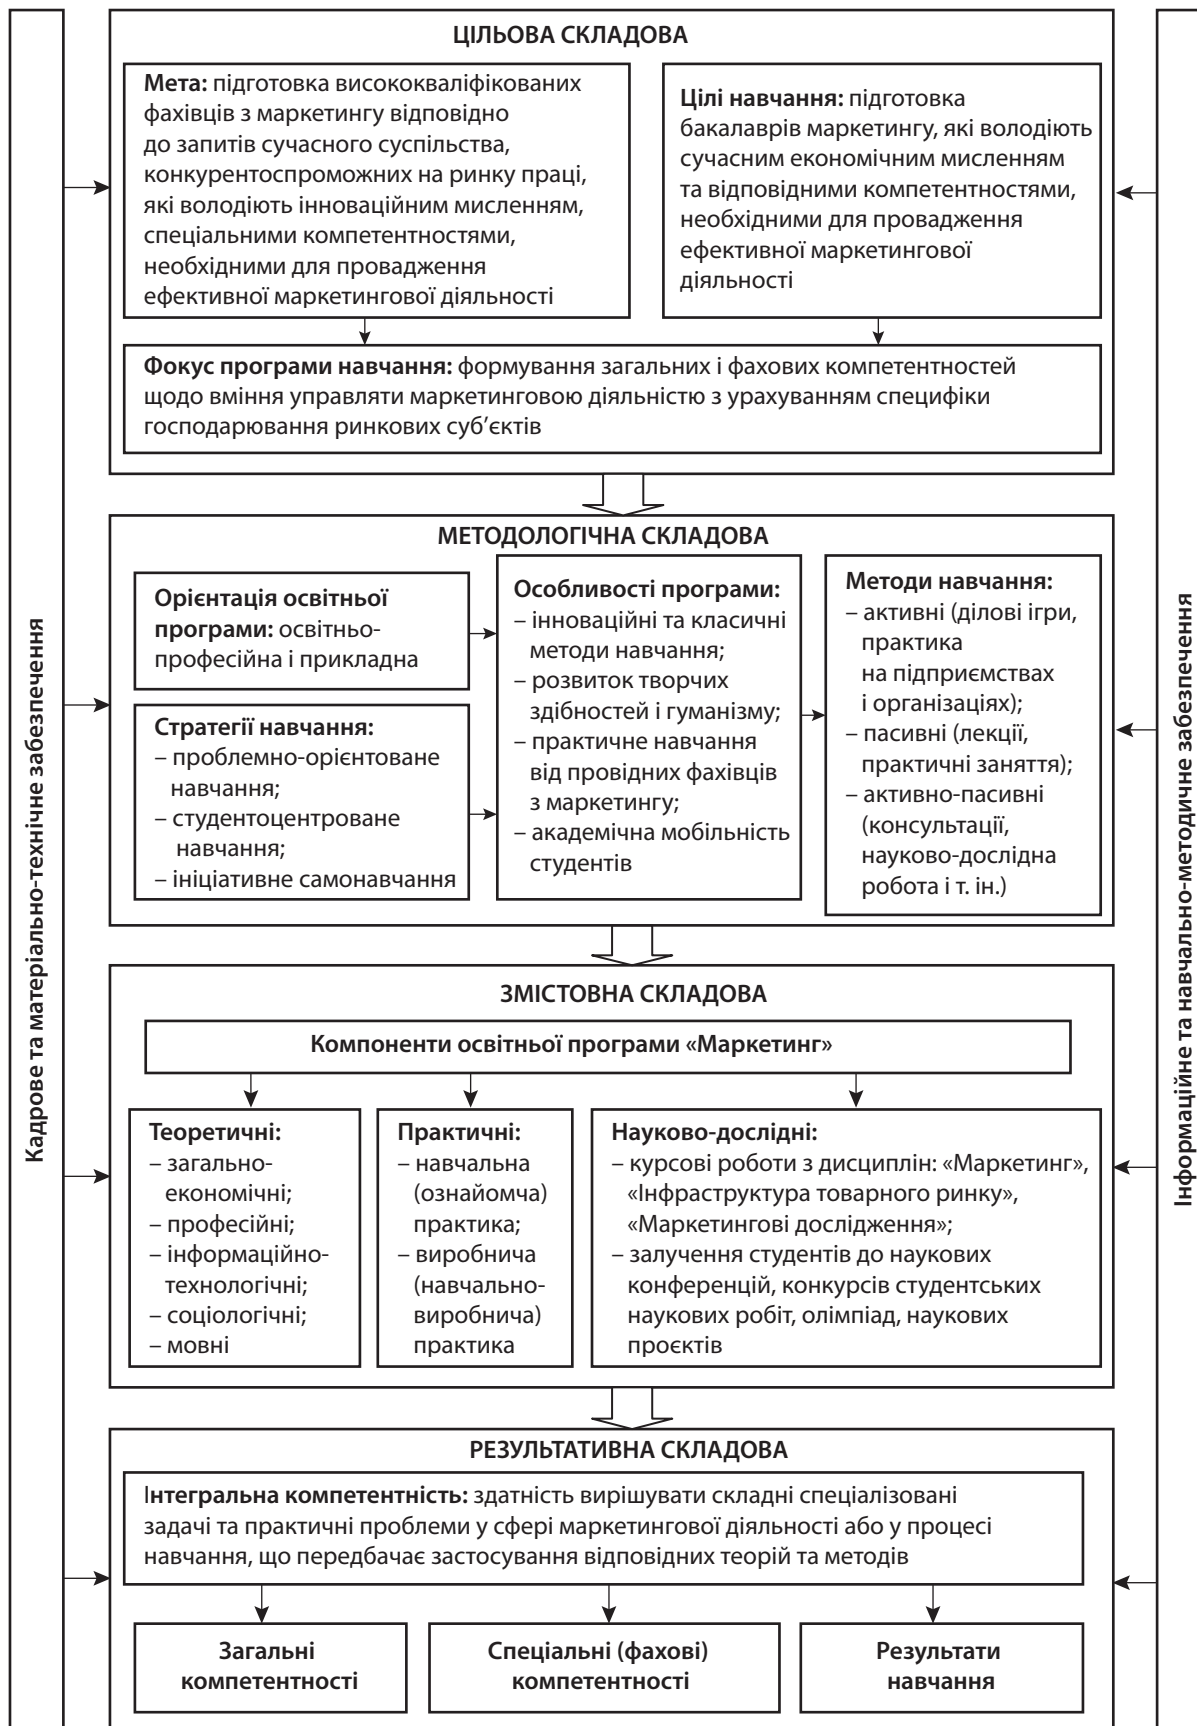 Кадрове та матеріально-технічне забезпечення
ЦІЛЬОВА СКЛАДОВА
Мета: підготовка висококваліфікованих
фахівців з маркетингу відповідно
до запитів сучасного суспільства,
конкурентоспроможних на ринку праці,
які володіють інноваційним мисленням,
спеціальними компетентностями,
необхідними для провадження
ефективної маркетингової діяльності
Цілі навчання: підготовка
бакалаврів маркетингу, які володіють
сучасним економічним мисленням
та відповідними компетентностями,
необхідними для провадження
ефективної маркетингової
діяльності
Фокус програми навчання: формування загальних і фахових компетентностей
щодо вміння управляти маркетинговою діяльністю з урахуванням специфіки
господарювання ринкових суб’єктів
МЕТОДОЛОГІЧНА СКЛАДОВА
Орієнтація освітньої
програми: освітньо-
професійна і прикладна
Стратегії навчання:
– проблемно-орієнтоване
навчання;
– студентоцентроване
навчання;
– ініціативне самонавчання
Особливості програми:
– інноваційні та класичні
методи навчання;
– розвиток творчих
здібностей і гуманізму;
– практичне навчання
від провідних фахівців
з маркетингу;
– академічна мобільність
студентів
Методи навчання:
– активні (ділові ігри,
практика
на підприємствах
і організаціях);
– пасивні (лекції,
практичні заняття);
– активно-пасивні
(консультації,
науково-дослідна
робота і т. ін.)
ЗМІСТОВНА СКЛАДОВА
Компоненти освітньої програми «Маркетинг»
Теоретичні:
– загально-
економічні;
– професійні;
– інформаційно-
технологічні;
– соціологічні;
– мовні
Практичні:
– навчальна
(ознайомча)
практика;
– виробнича
(навчально-
виробнича)
практика
Науково-дослідні:
– курсові роботи з дисциплін: «Маркетинг»,
«Інфраструктура товарного ринку»,
«Маркетингові дослідження»;
– залучення студентів до наукових
конференцій, конкурсів студентських
наукових робіт, олімпіад, наукових
проєктів
РЕЗУЛЬТАТИВНА СКЛАДОВА
Інтегральна компетентність: здатність вирішувати складні спеціалізовані
задачі та практичні проблеми у сфері маркетингової діяльності або у процесі
навчання, що передбачає застосування відповідних теорій та методів
Загальні
компетентності
Спеціальні (фахові)
компетентності
Результати
навчання
Інформаційне та навчально-методичне забезпечення